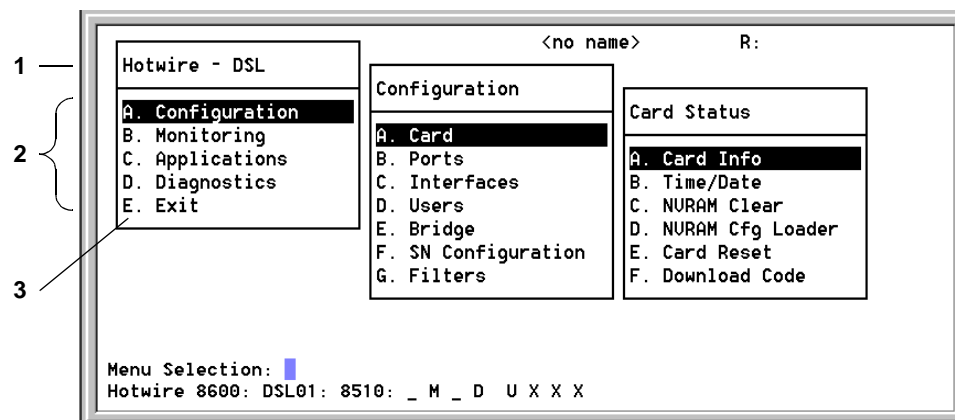 <no name> R:
1
Hotwire - DSL
2
A. Configuration
B. Monitoring
C. Applications
D. Diagnostics
E. Exit
3
Configuration
A. Card
B. Ports
C. Interfaces
D. Users
E. Bridge
F. SN Configuration
G. Filters
Card Status
A. Card Info
B. Time/Date
C. NVRAM Clear
D. NVRAM Cfg Loader
E. Card Reset
F. Download Code
Menu Selection:
Hotwire 8600: DSL01: 8510: _ M _ D U X X X